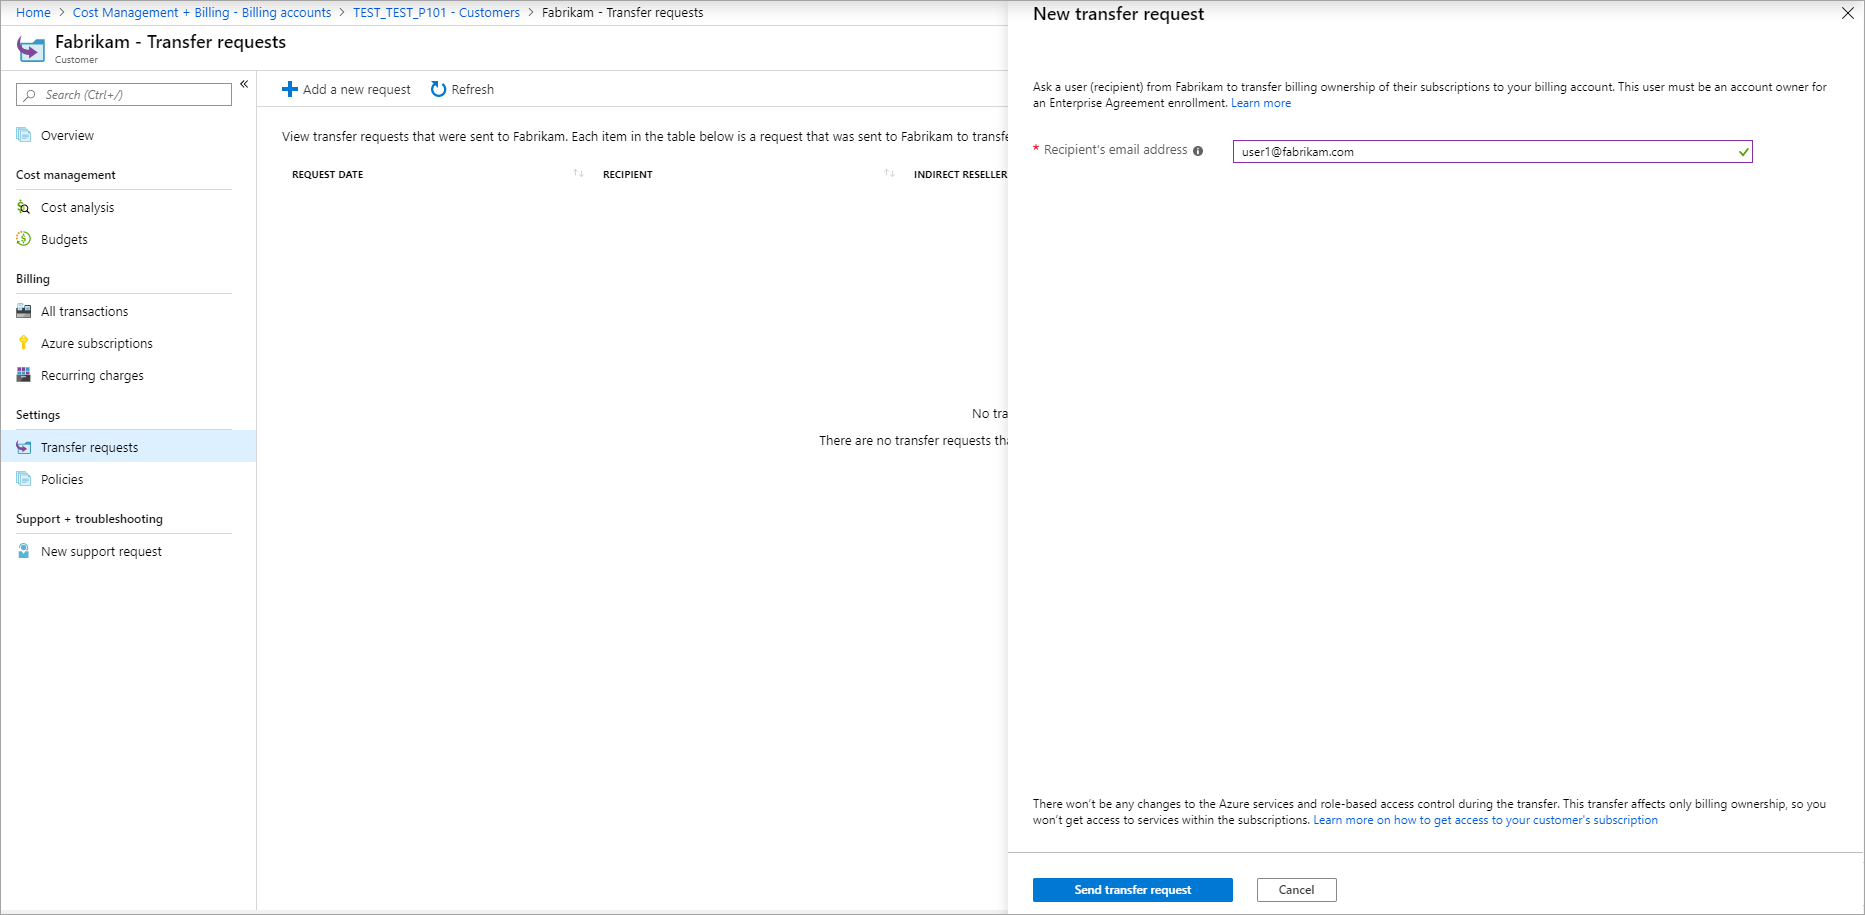 Home > Cost Management + Billing - Billing accounts > TEST_TEST_P101 - Customers > Fabrikam - Transfer requests
Fabrikam - Transfer requests
Customer
Search (Ctrl+/)
«
Overview
Cost management
Cost analysis
Budgets
Billing
All transactions
Azure subscriptions
Recurring charges
Settings
Transfer requests
Policies
Support + troubleshooting
New support request
Add a new request Refresh
View transfer requests that were sent to Fabrikam. Each item in the table below is a request that was sent to Fabrikam to transfe
REQUEST DATE RECIPIENT INDIRECT RESELLER
No tra
There are no transfer requests tha
New transfer request
Ask a user (recipient) from Fabrikam to transfer billing ownership of their subscriptions to your billing account. This user must be an account owner for
an Enterprise Agreement enrollment. Learn more
* Recipient's email address user1@fabrikam.com
There won't be any changes to the Azure services and role-based access control during the transfer. This transfer affects only billing ownership, so you
won't get access to services within the subscriptions. Learn more on how to get access to your customer's subscription
Send transfer request Cancel